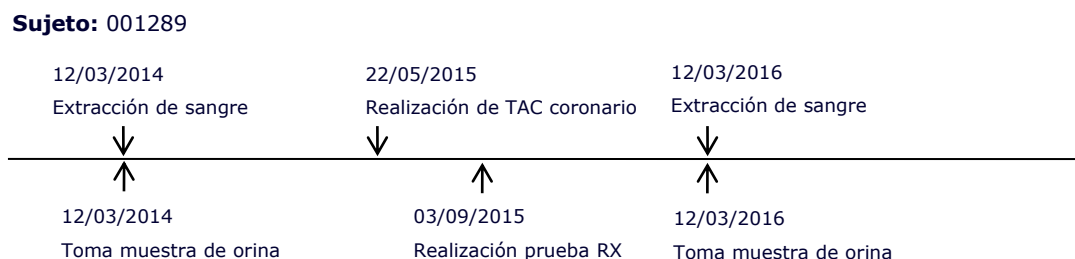 Sujeto: 001289
12/03/2014
Extracción de sangre
22/05/2015
Realización de TAC coronario
12/03/2016
Extracción de sangre
12/03/2014
Toma muestra de orina
03/09/2015
Realización prueba RX
12/03/2016
Toma muestra de orina